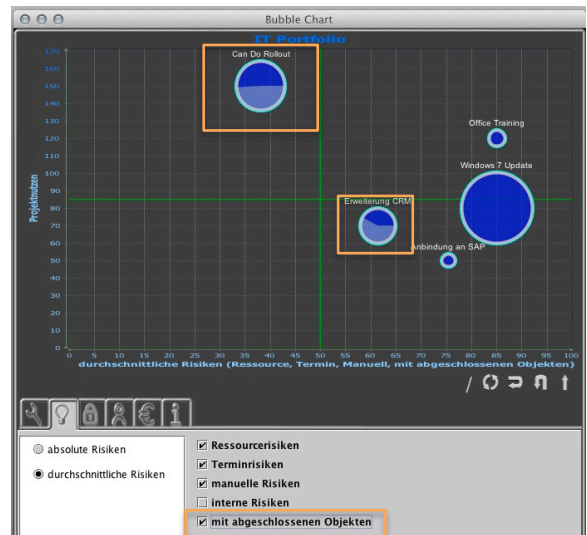 Bubble Chart
IT Portfolio
Projektnutzen
170
160
150
140
130
120
110
100
90
80
70
60
50
40
30
20
10
0
Can Do Rollout
Office Training
Windows 7 Update
Erweiterung CRM
Anbindung an SAP
0 5 10 15 20 25 30 35 40 45 50 55 60 65 70 75 80 85 90 95 100
durchschnittliche Risiken (Ressource, Termin, Manuell, mit abgeschlossenen Objekten)
absolute Risiken
durchschnittliche Risiken
Ressourcerisiken
Terminrisiken
manuelle Risiken
interne Risiken
mit abgeschlossenen Objekten